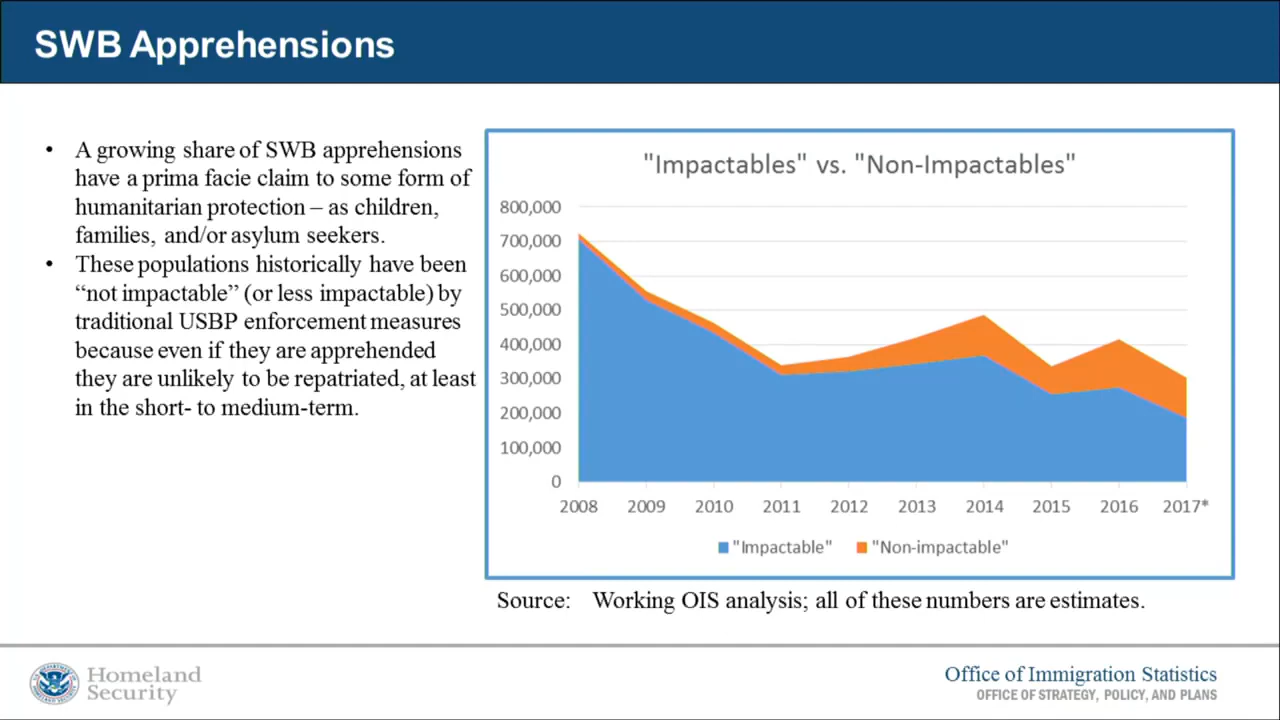 SWB Apprehensions
• A growing share of SWB apprehensions
have a prima facie claim to some form of
humanitarian protection – as children,
families, and/or asylum seekers.
• These populations historically have been
“not impactable” (or less impactable) by
traditional USBP enforcement measures
because even if they are apprehended
they are unlikely to be repatriated, at least
in the short- to medium-term.
"Impactables" vs. "Non-Impactables"
800,000
700,000
600,000
500,000
400,000
300,000
200,000
100,000
0
2008 2009 2010 2011 2012 2013 2014 2015 2016 2017*
"Impactable" "Non-impactable"
Source: Working OIS analysis; all of these numbers are estimates.
Homeland
Security
Office of Immigration Statistics
OFFICE OF STRATEGY, POLICY, AND PLANS